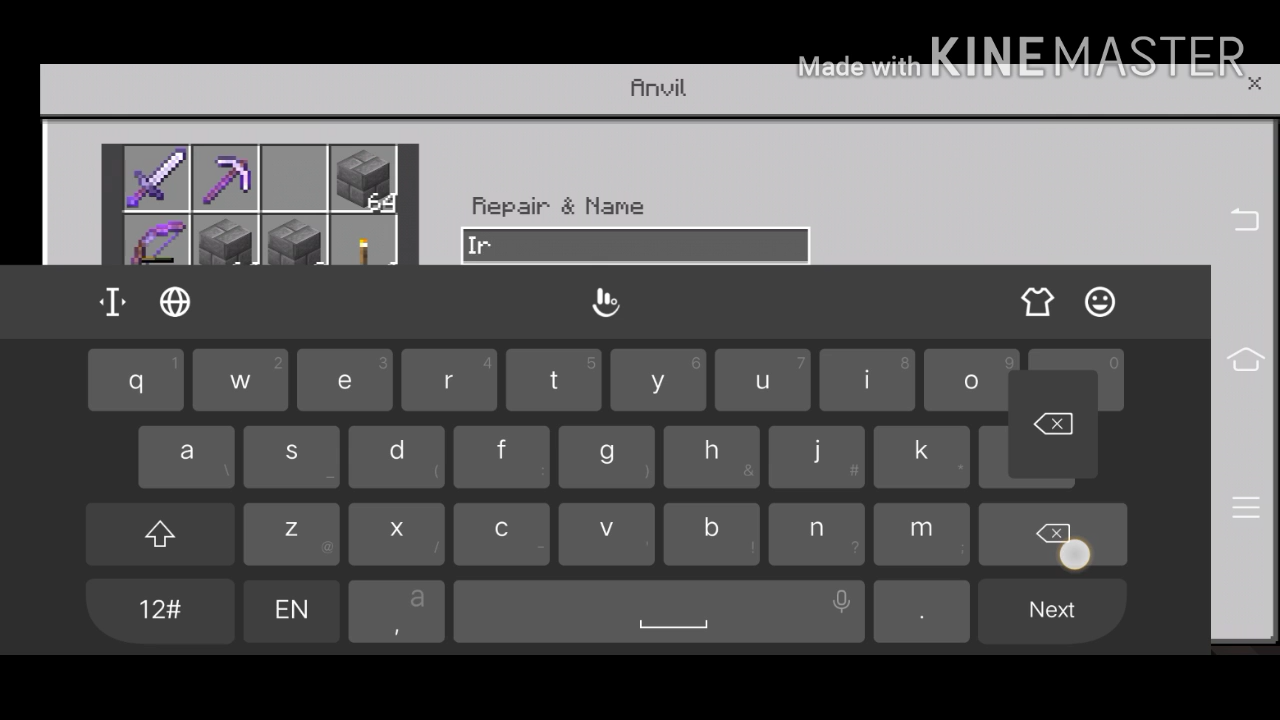 Made with KINEMASTER
Anvil
64
Repair & Name
Ir
q 1 w 2 e 3 r 4 t 5 y 6 u 7 i 8 o 9 0
a \ s _ d ( f : g ) h & j # k *
z @ x / c - v ' b ! n ? m ;
12# EN a , . Next